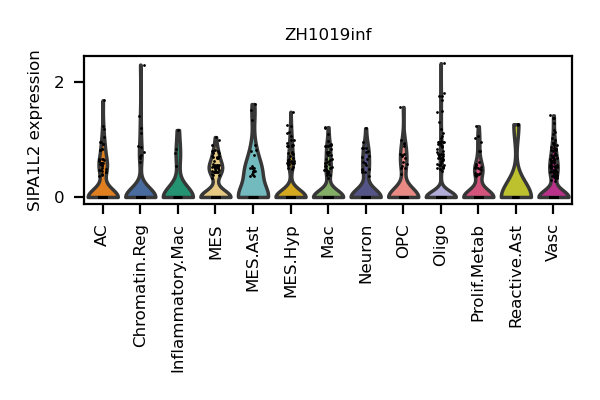 ZH1019inf
SIPA1L2 expression
2
0
AC
Chromatin.Reg
Inflammatory.Mac
MES
MES.Ast
MES.Hyp
Mac
Neuron
OPC
Oligo
Prolif.Metab
Reactive.Ast
Vasc